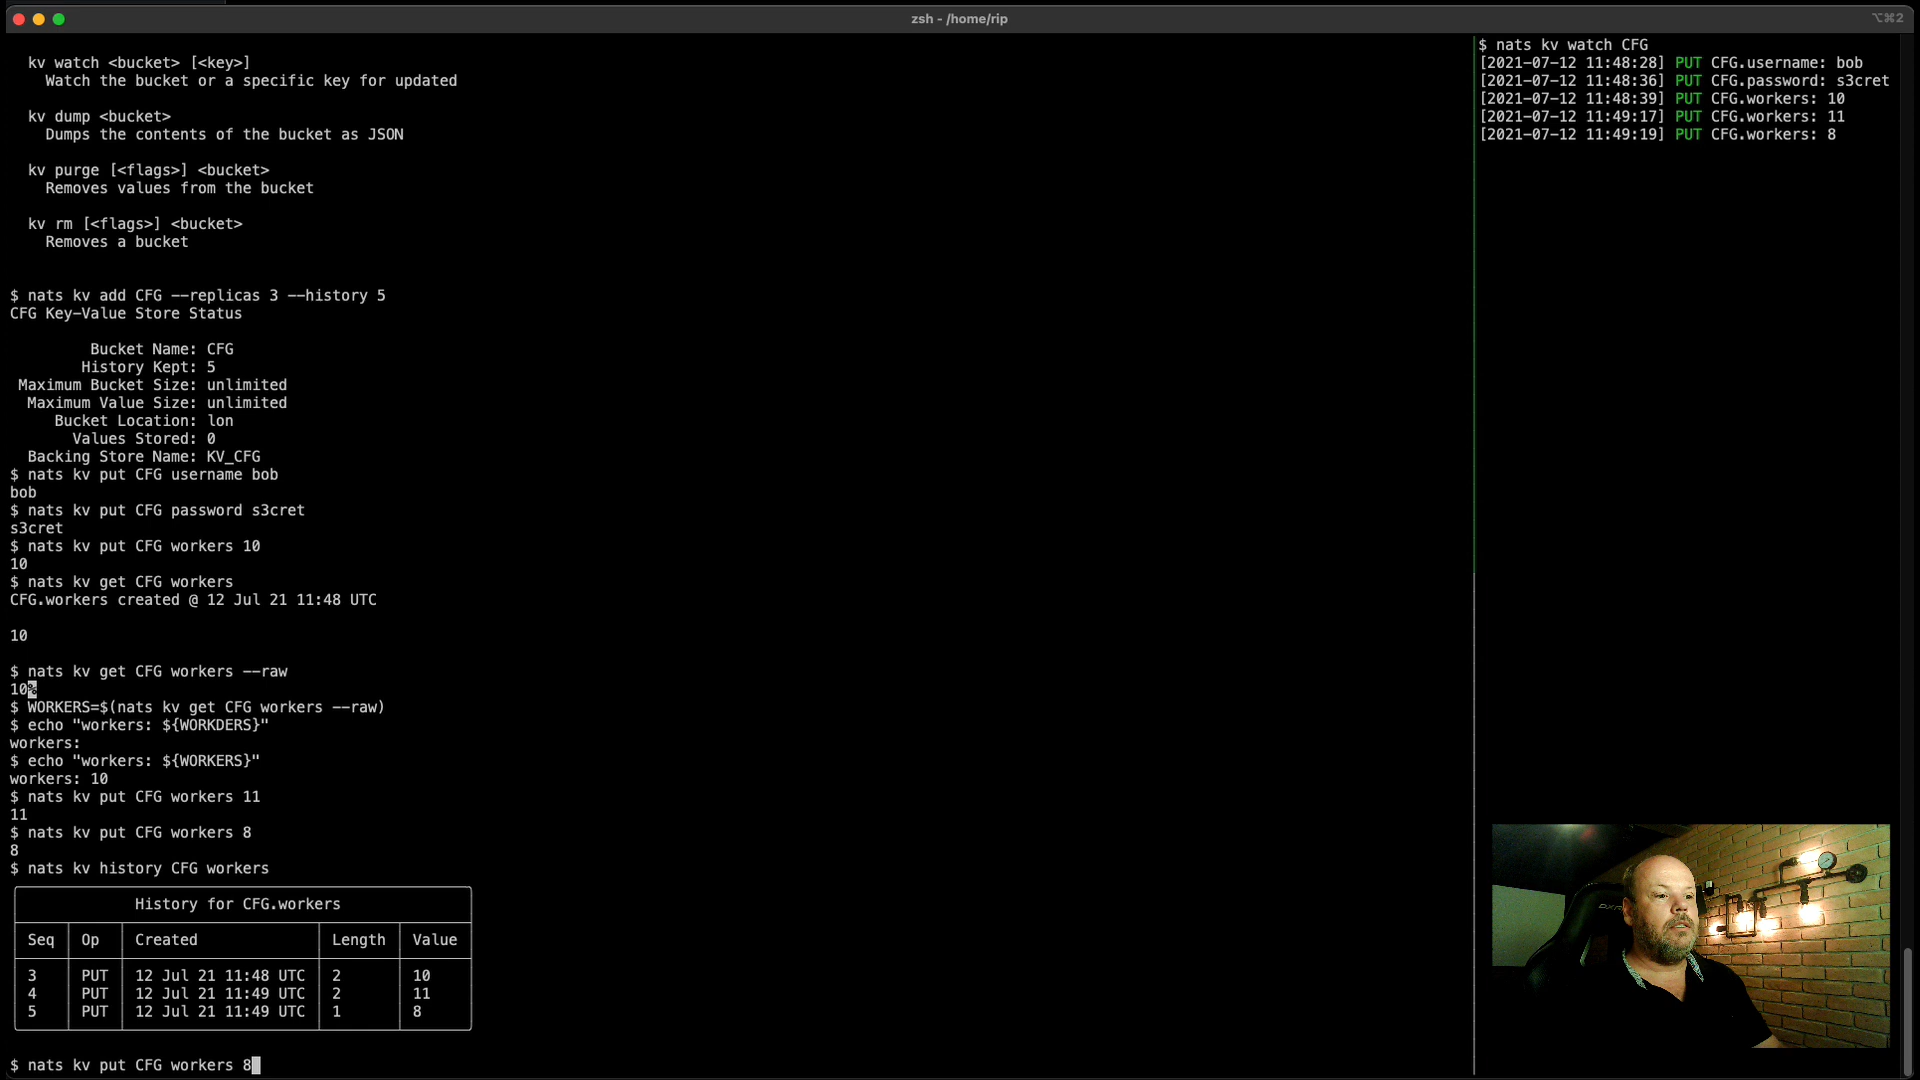 zsh - /home/rip
⌥⌘2
kv watch <bucket> [<key>]
Watch the bucket or a specific key for updated
kv dump <bucket>
Dumps the contents of the bucket as JSON
kv purge [<flags>] <bucket>
Removes values from the bucket
kv rm [<flags>] <bucket>
Removes a bucket
$ nats kv add CFG --replicas 3 --history 5
CFG Key-Value Store Status
Bucket Name: CFG
History Kept: 5
Maximum Bucket Size: unlimited
Maximum Value Size: unlimited
Bucket Location: lon
Values Stored: 0
Backing Store Name: KV_CFG
$ nats kv put CFG username bob
bob
$ nats kv put CFG password s3cret
s3cret
$ nats kv put CFG workers 10
10
$ nats kv get CFG workers
CFG.workers created @ 12 Jul 21 11:48 UTC
10
$ nats kv get CFG workers --raw
10%
$ WORKERS=$(nats kv get CFG workers --raw)
$ echo "workers: ${WORKDERS}"
workers:
$ echo "workers: ${WORKERS}"
workers: 10
$ nats kv put CFG workers 11
11
$ nats kv put CFG workers 8
8
$ nats kv history CFG workers
History for CFG.workers
Seq Op Created Length Value
3 PUT 12 Jul 21 11:48 UTC 2 10
4 PUT 12 Jul 21 11:49 UTC 2 11
5 PUT 12 Jul 21 11:49 UTC 1 8
$ nats kv put CFG workers 8
$ nats kv watch CFG
[2021-07-12 11:48:28] PUT CFG.username: bob
[2021-07-12 11:48:36] PUT CFG.password: s3cret
[2021-07-12 11:48:39] PUT CFG.workers: 10
[2021-07-12 11:49:17] PUT CFG.workers: 11
[2021-07-12 11:49:19] PUT CFG.workers: 8